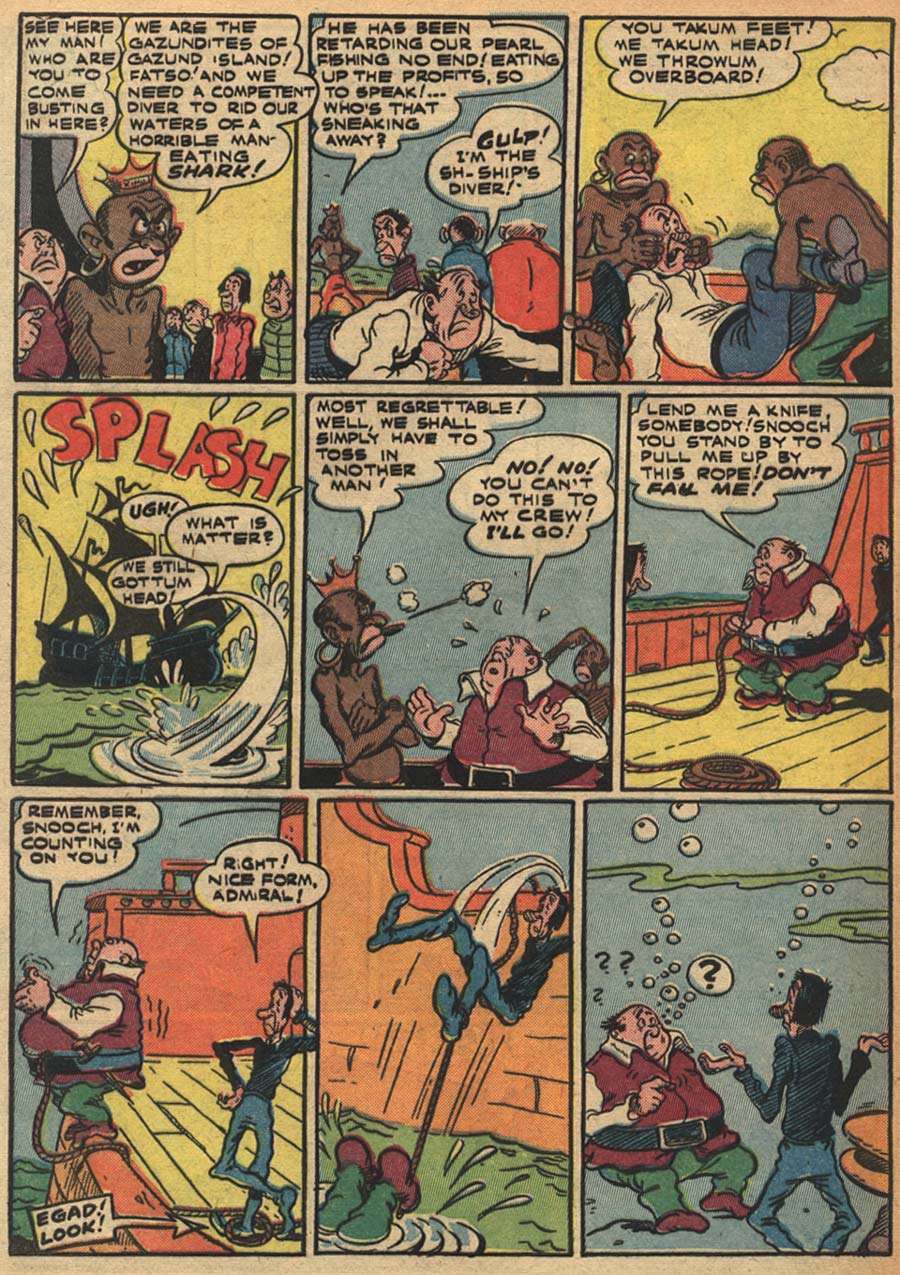 SEE HERE
MY MAN!
WHO ARE
YOU TO
COME
BUSTING
IN HERE?
WE ARE THE
GAZUNDITES OF
GAZUND ISLAND!
FATSO! AND WE
NEED A COMPETENT
DIVER TO RID OUR
WATERS OF A
HORRIBLE MAN-
EATING
SHARK!
HE HAS BEEN
RETARDING OUR PEARL
FISHING NO END! EATING
UP THE PROFITS, SO
TO SPEAK!...
WHO'S THAT
SNEAKING
AWAY?
GULP!
I'M THE
SH-SHIP'S
DIVER!
YOU TAKUM FEET!
ME TAKUM HEAD!
WE THROWUM
OVERBOARD!
SPLASH
UGH!
WHAT IS
MATTER?
WE STILL
GOTTUM
HEAD!
MOST REGRETTABLE!
WELL, WE SHALL
SIMPLY HAVE TO
TOSS IN
ANOTHER
MAN!
NO! NO!
YOU CAN'T
DO THIS TO
MY CREW!
I'LL GO!
LEND ME A KNIFE,
SOMEBODY! SNOOCH
YOU STAND BY TO
PULL ME UP BY
THIS ROPE! DON'T
FAIL ME!
REMEMBER,
SNOOCH, I'M
COUNTING
ON YOU!
RIGHT!
NICE FORM,
ADMIRAL!
EGAD!
LOOK!
? ?
?
?